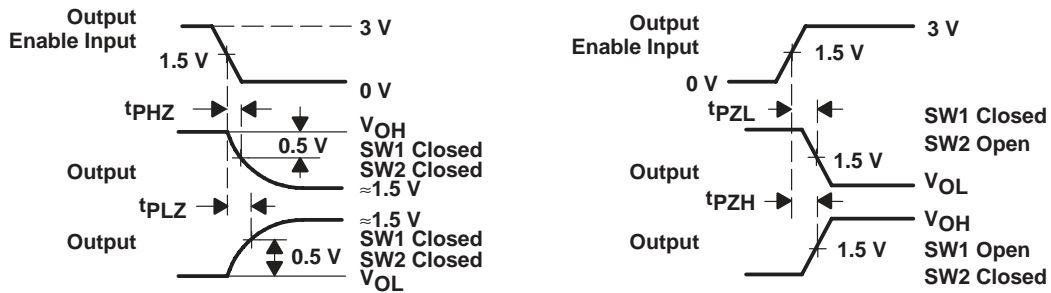 Output
Enable Input
3 V
1.5 V
0 V
tPHZ
VOH
0.5 V
SW1 Closed
SW2 Closed
Output
≈1.5 V
tPLZ
≈1.5 V
Output
SW1 Closed
0.5 V
SW2 Closed
VOL
Output
Enable Input
3 V
1.5 V
0 V
tPZL
SW1 Closed
SW2 Open
1.5 V
Output
VOL
tPZH
VOH
Output
1.5 V
SW1 Open
SW2 Closed